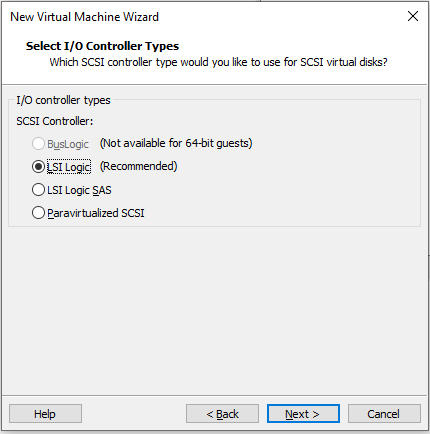 New Virtual Machine Wizard
Select I/O Controller Types
Which SCSI controller type would you like to use for SCSI virtual disks?
I/O controller types
SCSI Controller:
BusLogic (Not available for 64-bit guests)
LSI Logic (Recommended)
LSI Logic SAS
Paravirtualized SCSI
Help < Back Next > Cancel